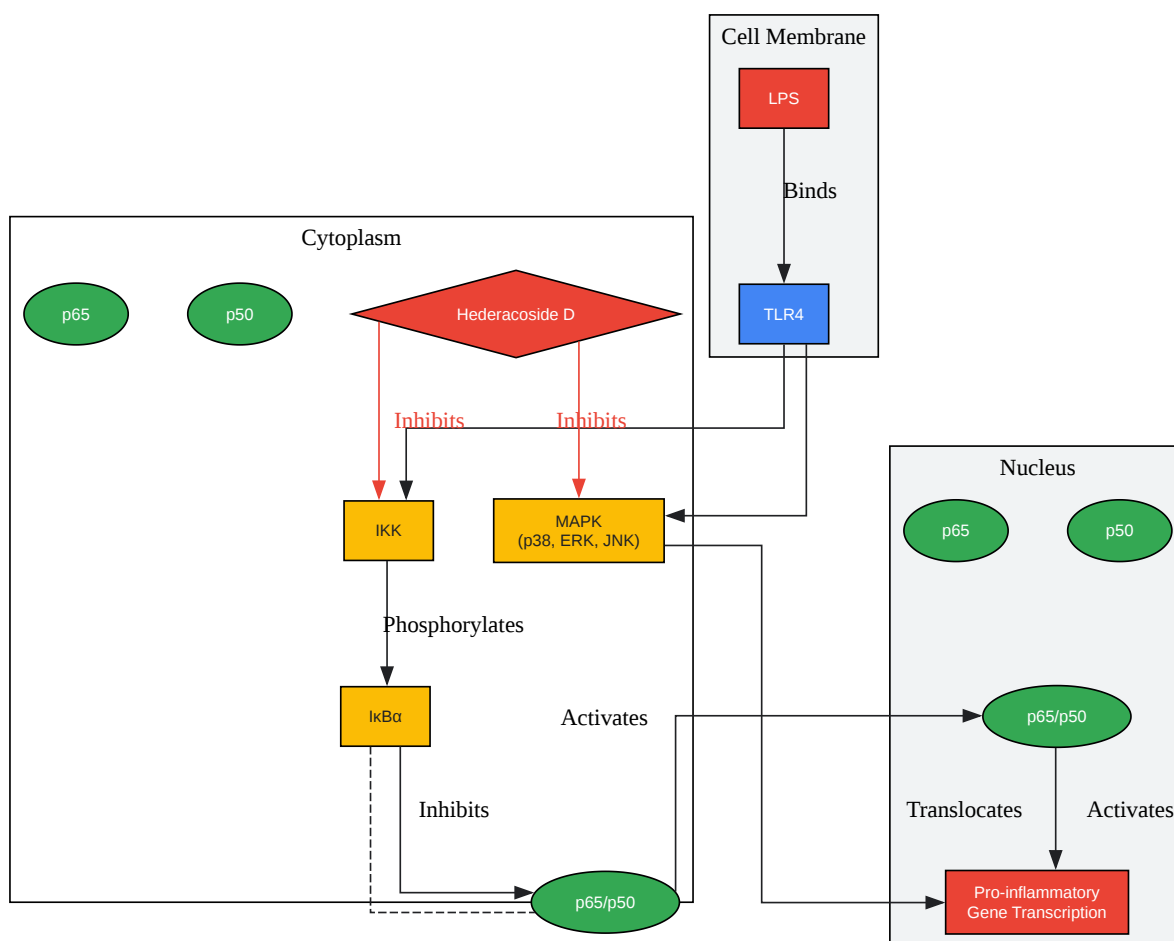 Cell Membrane
LPS
Binds
Cytoplasm
p65
p50
Hederacoside D
TLR4
Inhibits
Inhibits
Nucleus
IKK
MAPK
(p38, ERK, JNK)
p65
p50
Phosphorylates
IκBα
Activates
p65/p50
Inhibits
Translocates
Activates
p65/p50
Pro-inflammatory
Gene Transcription